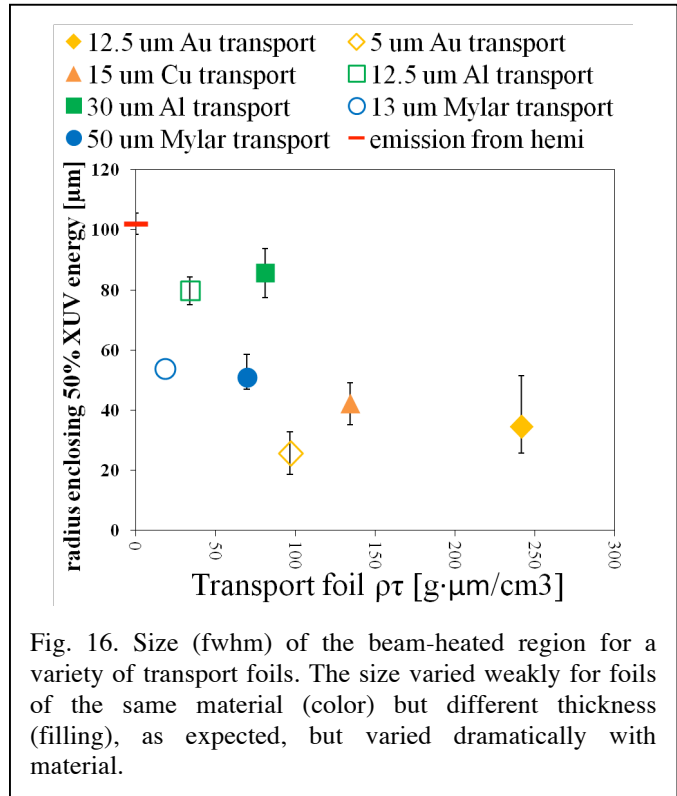 12.5 um Au transport 5 um Au transport
15 um Cu transport 12.5 um Al transport
30 um Al transport 13 um Mylar transport
50 um Mylar transport emission from hemi
radius enclosing 50% XUV energy [µm]
120
100
80
60
40
20
0
0 50 100 150 200 250 300
Transport foil ρτ [g·µm/cm3]
Fig. 16. Size (fwhm) of the beam-heated region for a
variety of transport foils. The size varied weakly for foils
of the same material (color) but different thickness
(filling), as expected, but varied dramatically with
material.